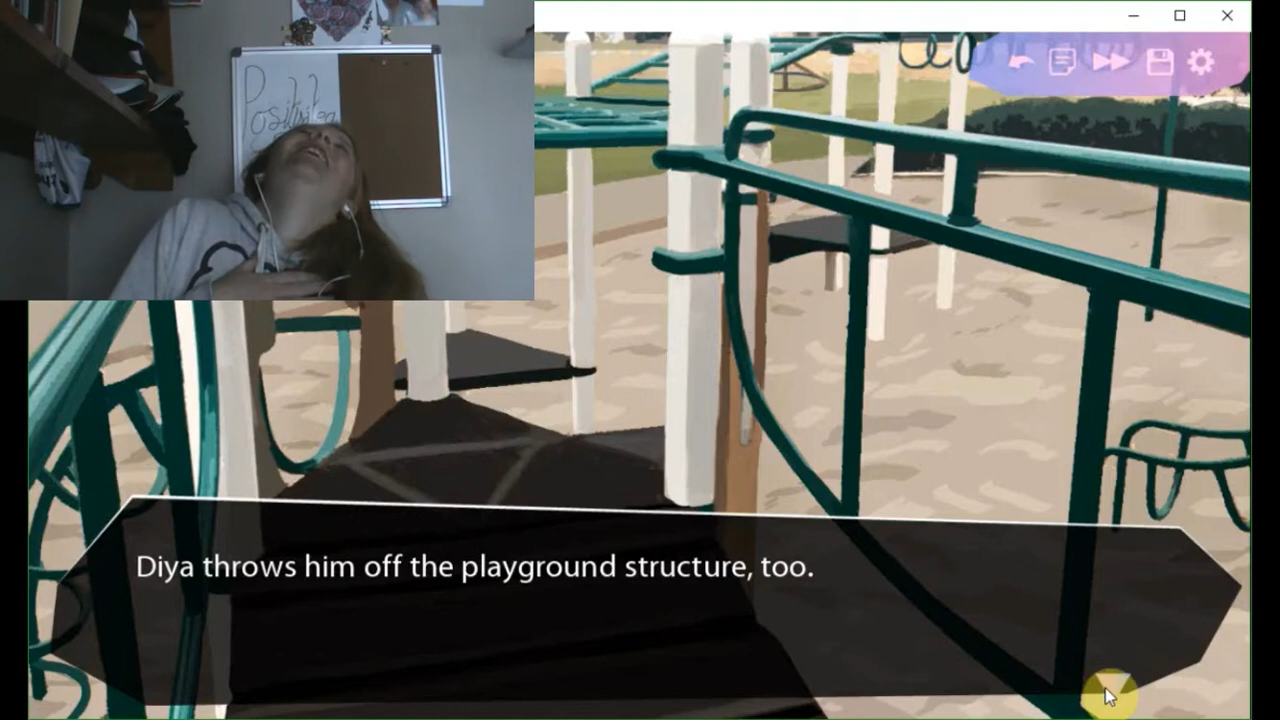 Diya throws him off the playground structure, too.